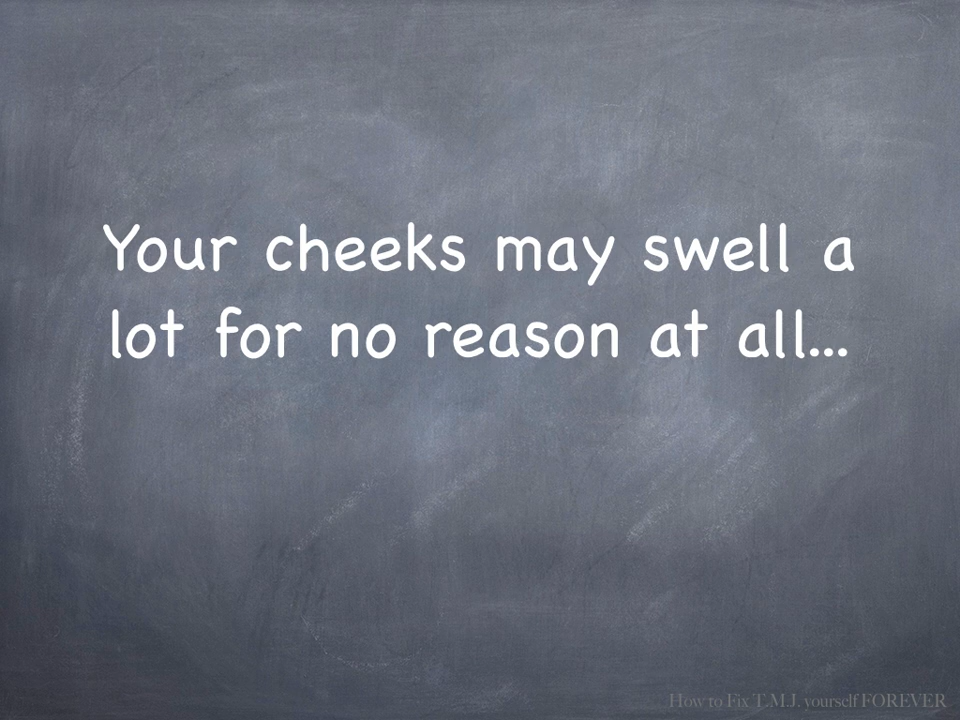 Your cheeks may swell a
lot for no reason at all...
How to Fix T.M.J. yourself FOREVER